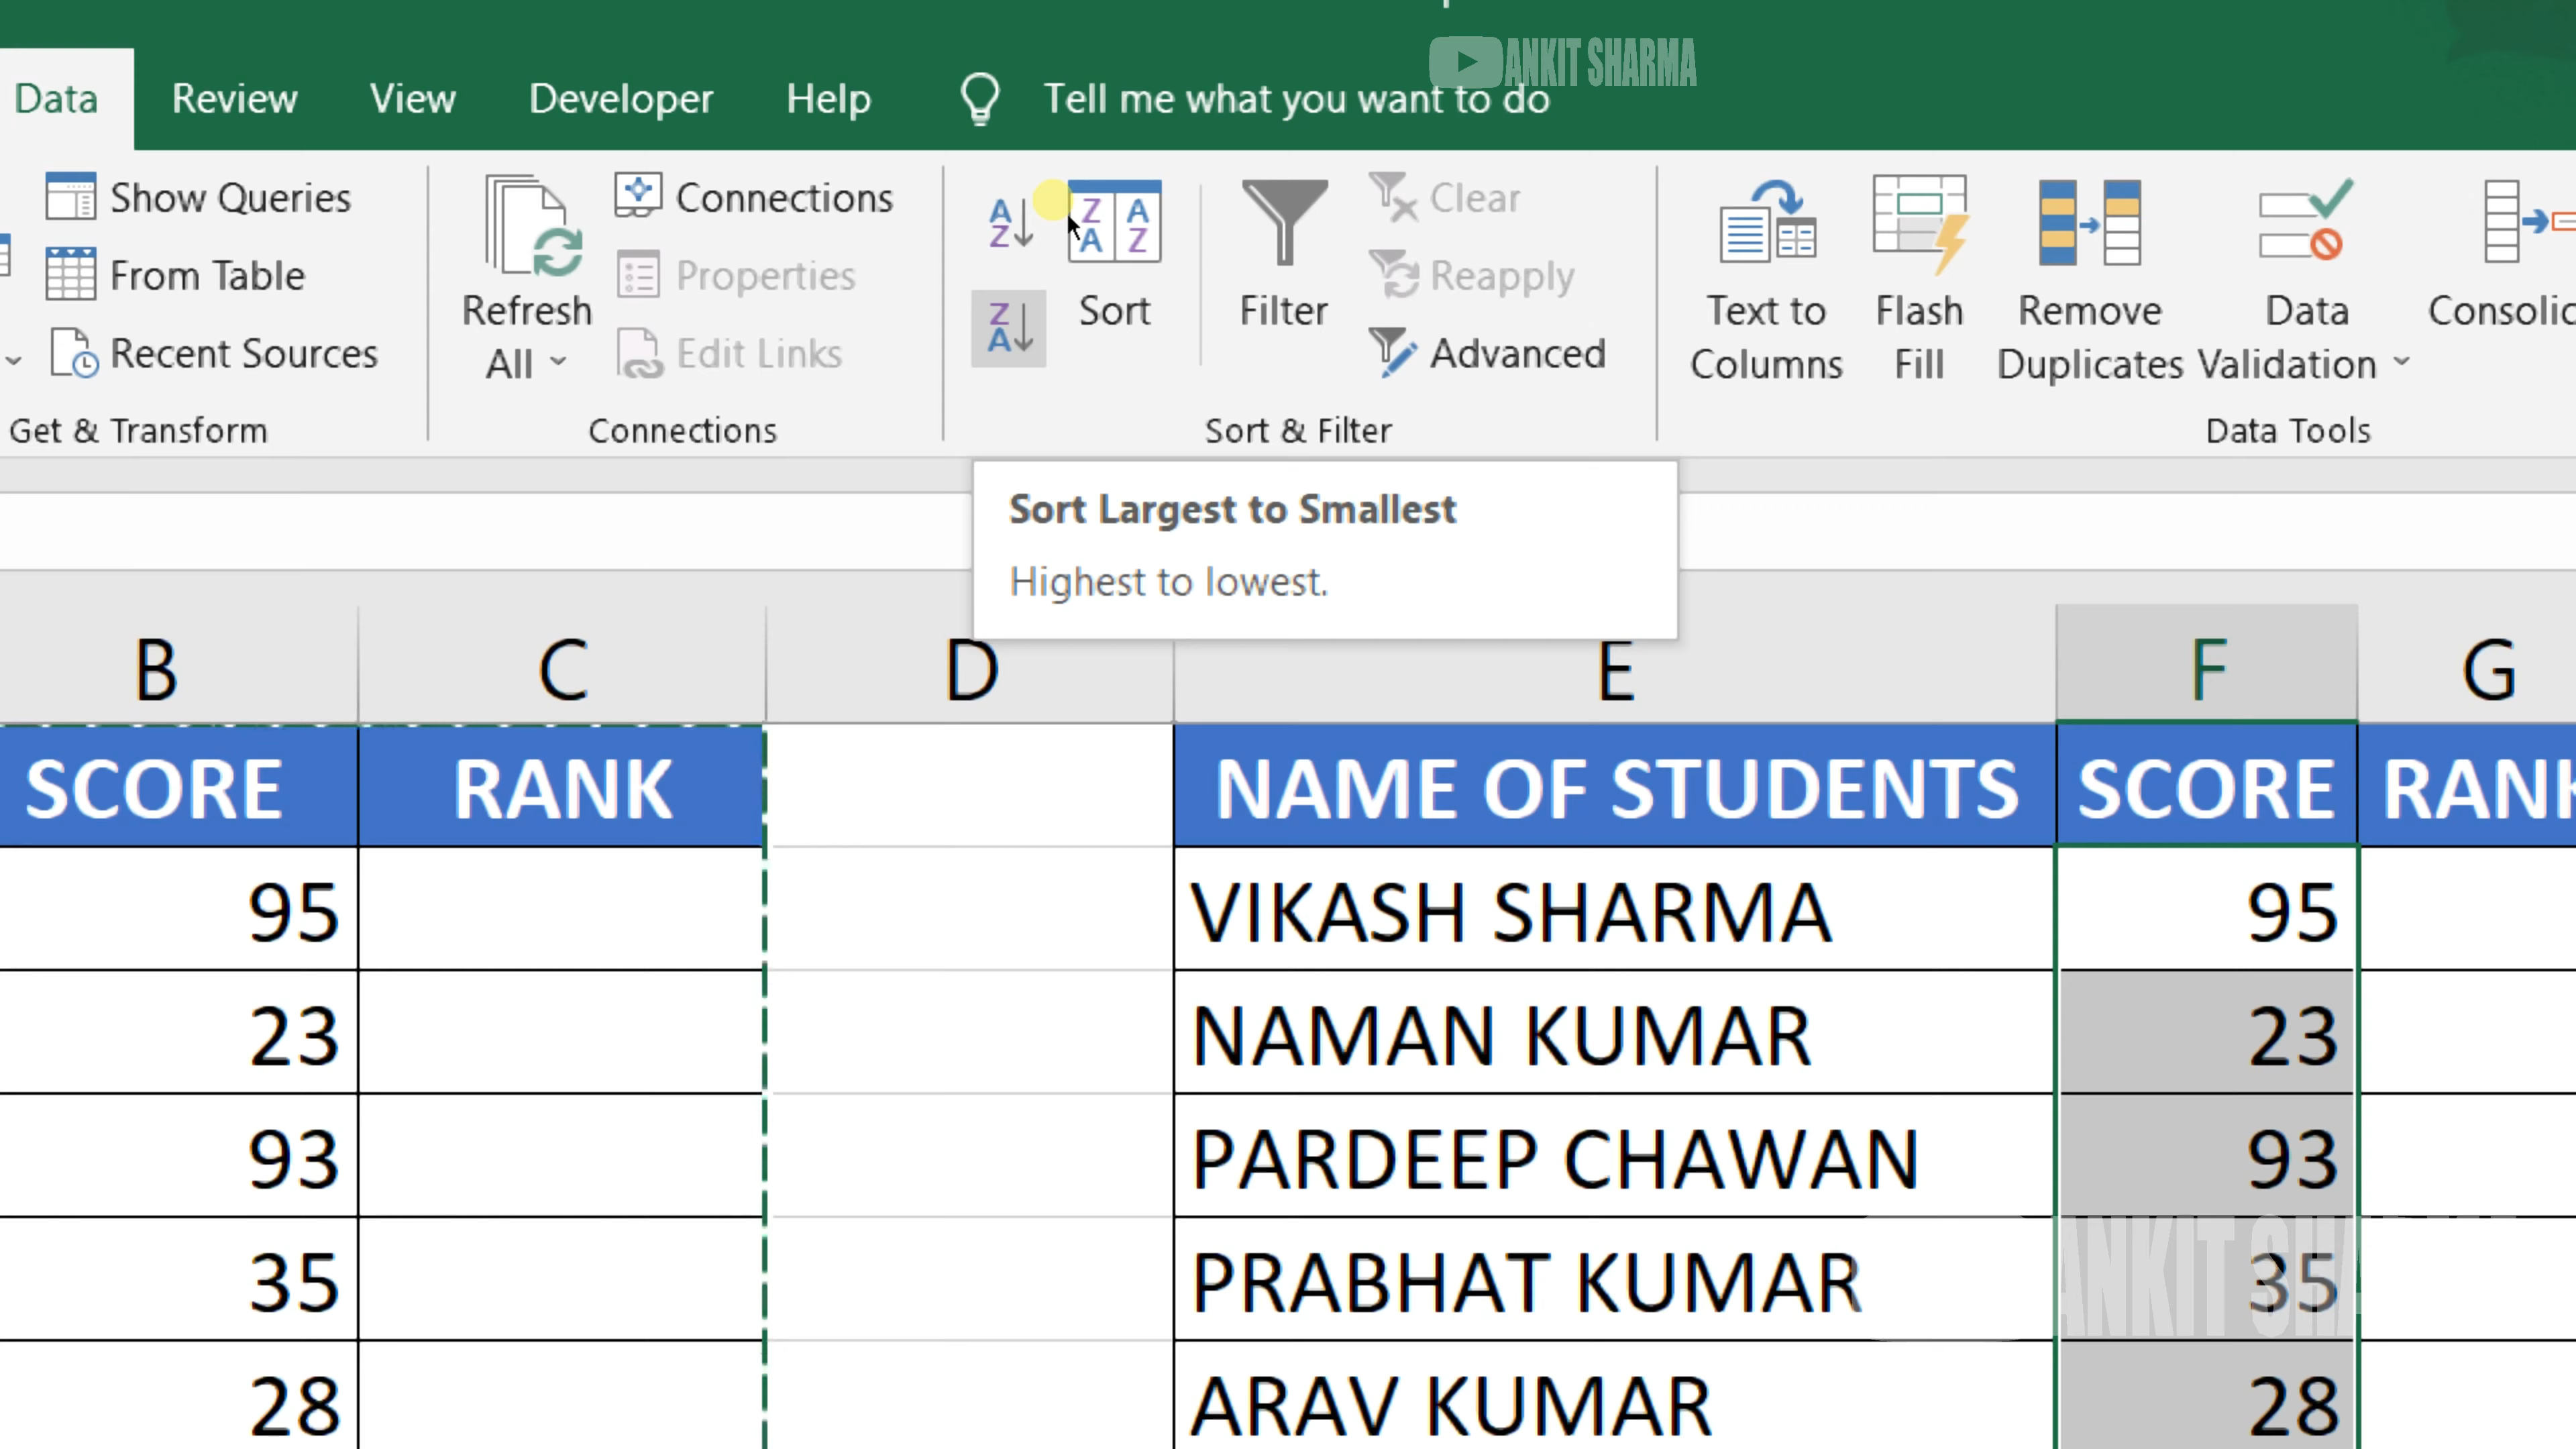 ANKIT SHARMA
Data Review View Developer Help Tell me what you want to do
Show Queries
From Table
Recent Sources
Get & Transform
Refresh
All
Connections
Properties
Edit Links
Connections
A
Z
Z
A
Z A
A Z
Sort
Filter
Clear
Reapply
Advanced
Sort & Filter
Text to
Columns
Flash
Fill
Remove
Duplicates
Data
Validation
Consolid
Data Tools
Sort Largest to Smallest
Highest to lowest.
B C D E F G
SCORE RANK NAME OF STUDENTS SCORE RANK
95 VIKASH SHARMA 95
23 NAMAN KUMAR 23
93 PARDEEP CHAWAN 93
35 PRABHAT KUMAR 35
ANKIT SHA
28 ARAV KUMAR 28